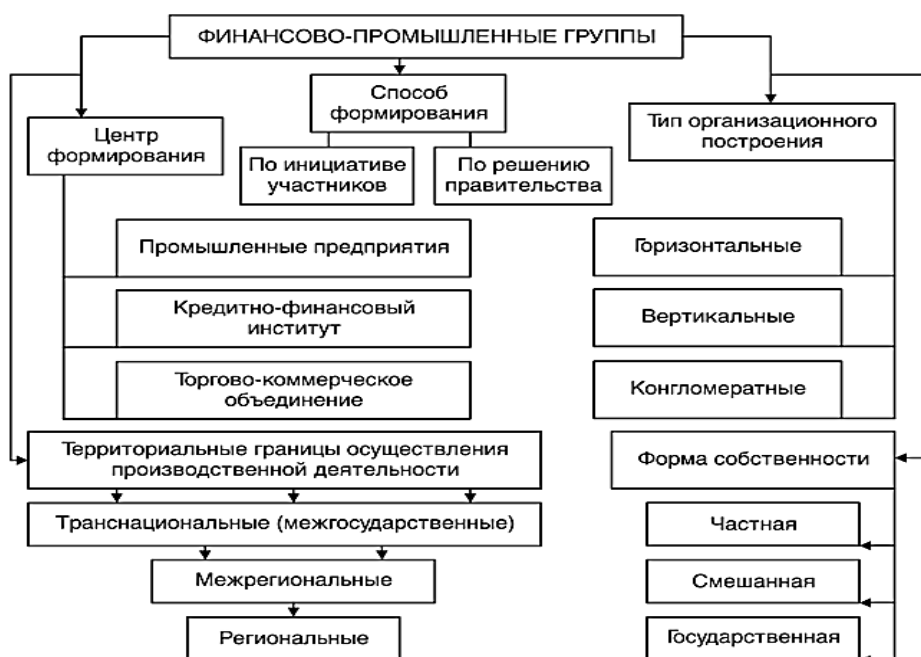 ФИНАНСОВО-ПРОМЫШЛЕННЫЕ ГРУППЫ
Способ
формирования
Центр
формирования
Тип организационного
построения
По инициативе
участников
По решению
правительства
Промышленные предприятия
Горизонтальные
Кредитно-финансовый
институт
Вертикальные
Торгово-коммерческое
объединение
Конгломератные
Территориальные границы осуществления
производственной деятельности
Форма собственности
Транснациональные (межгосударственные)
Частная
Межрегиональные
Смешанная
Региональные
Государственная